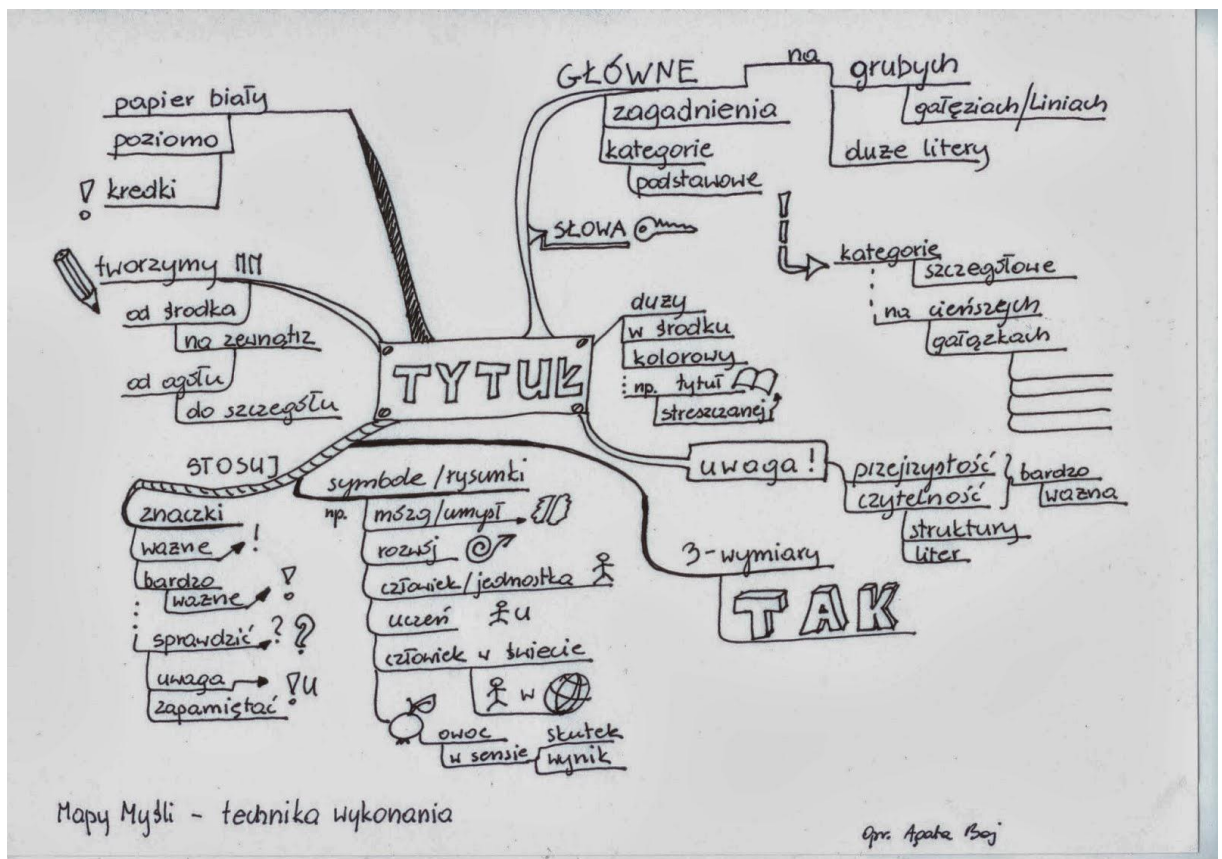 papier biały
poziomo
! kredki
tworzymy MM
od środka
na zewnątrz
od ogółu
do szczegółu
GŁÓWNE
zagadnienia
kategorie
podstawowe
na
grubych
gałęziach/Liniach
duże litery
SŁOWA
!
kategorie
szczegółowe
na cieńszych
gałązkach
TYTUŁ
duży
w środku
kolorowy
np. tytuł
streszczanej
uwaga!
przejrzystość
czytelność
bardzo
ważna
struktury
liter
3-wymiary
TAK
STOSUJ
znaczki
ważne !
bardzo
ważne !
sprawdzić ? ?
uwaga !U
zapamiętać
symbole/rysunki
np. mózg/umysł
rozwój
człowiek/jednostka
uczeń U
człowiek w świecie
w
owoc
w sensie
skutek
wynik
Mapy Myśli - technika wykonania
opr. Agata Baj